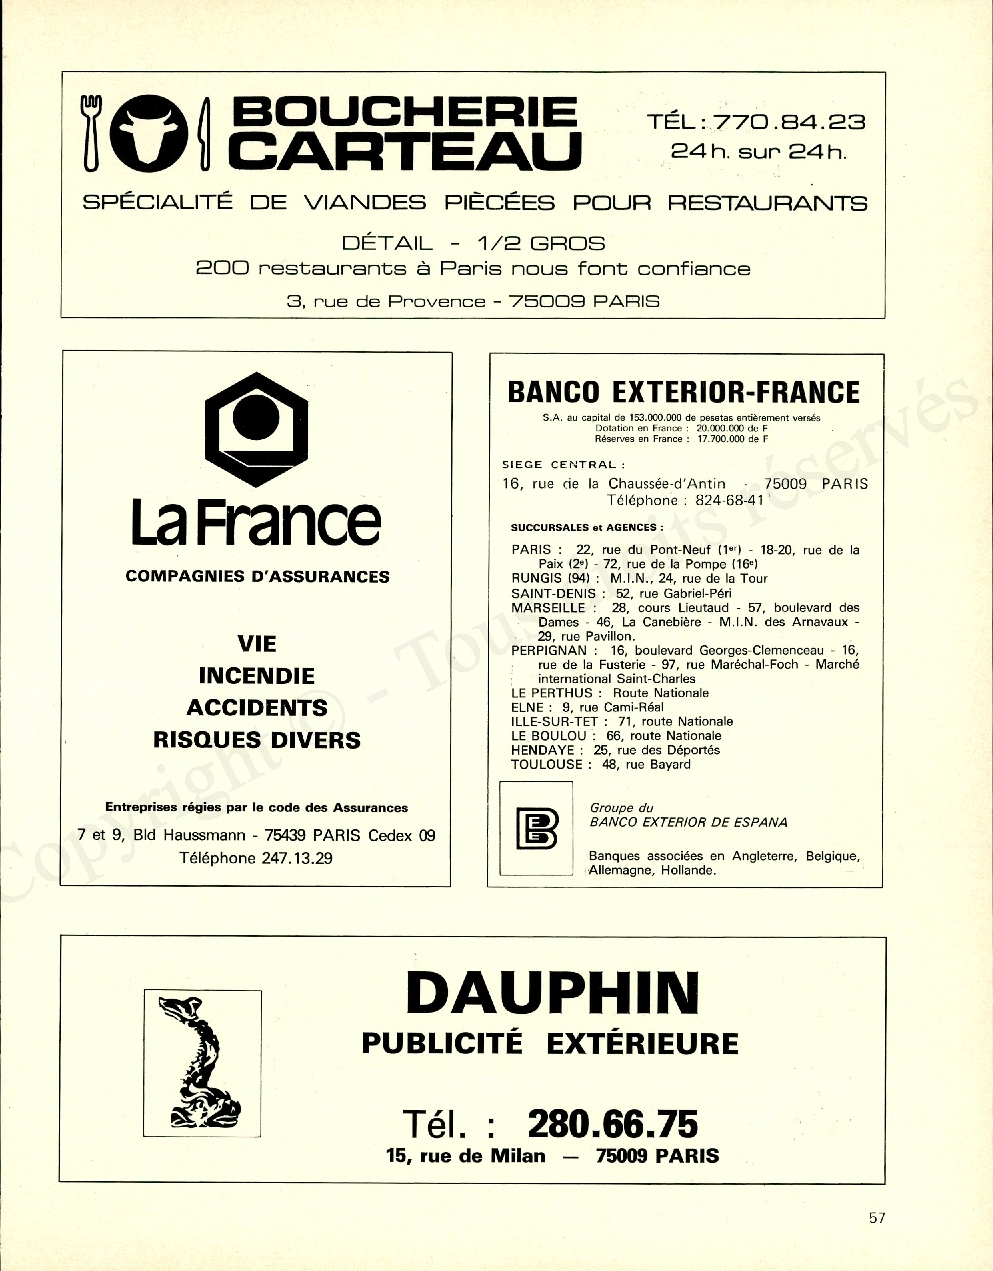 BOUCHERIE
CARTEAU
TÉL : 770.84.23
24 h. sur 24 h.
SPÉCIALITÉ DE VIANDES PIÈCÉES POUR RESTAURANTS
DÉTAIL - 1/2 GROS
200 restaurants à Paris nous font confiance
3, rue de Provence - 75009 PARIS
La France
COMPAGNIES D'ASSURANCES
VIE
INCENDIE
ACCIDENTS
RISQUES DIVERS
Entreprises régies par le code des Assurances
7 et 9, Bld Haussmann - 75439 PARIS Cedex 09
Téléphone 247.13.29
BANCO EXTERIOR-FRANCE
S.A. au capital de 153.000.000 de pesetas entièrement versés
Dotation en France : 20.000.000 de F
Réserves en France : 17.700.000 de F
SIEGE CENTRAL :
16, rue de la Chaussée-d'Antin - 75009 PARIS
Téléphone : 824-68-41
SUCCURSALES et AGENCES :
PARIS : 22, rue du Pont-Neuf (1er) - 18-20, rue de la
Paix (2e) - 72, rue de la Pompe (16e)
RUNGIS (94) : M.I.N., 24, rue de la Tour
SAINT-DENIS : 52, rue Gabriel-Péri
MARSEILLE : 28, cours Lieutaud - 57, boulevard des
Dames - 46, La Canebière - M.I.N. des Arnavaux -
29, rue Pavillon.
PERPIGNAN : 16, boulevard Georges-Clemenceau - 16,
rue de la Fusterie - 97, rue Maréchal-Foch - Marché
international Saint-Charles
LE PERTHUS : Route Nationale
ELNE : 9, rue Cami-Réal
ILLE-SUR-TET : 71, route Nationale
LE BOULOU : 66, route Nationale
HENDAYE : 25, rue des Déportés
TOULOUSE : 48, rue Bayard
Groupe du
BANCO EXTERIOR DE ESPANA
Banques associées en Angleterre, Belgique,
Allemagne, Hollande.
DAUPHIN
PUBLICITÉ EXTÉRIEURE
Tél. : 280.66.75
15, rue de Milan — 75009 PARIS
57
Copyright © - Tous droits réservés.